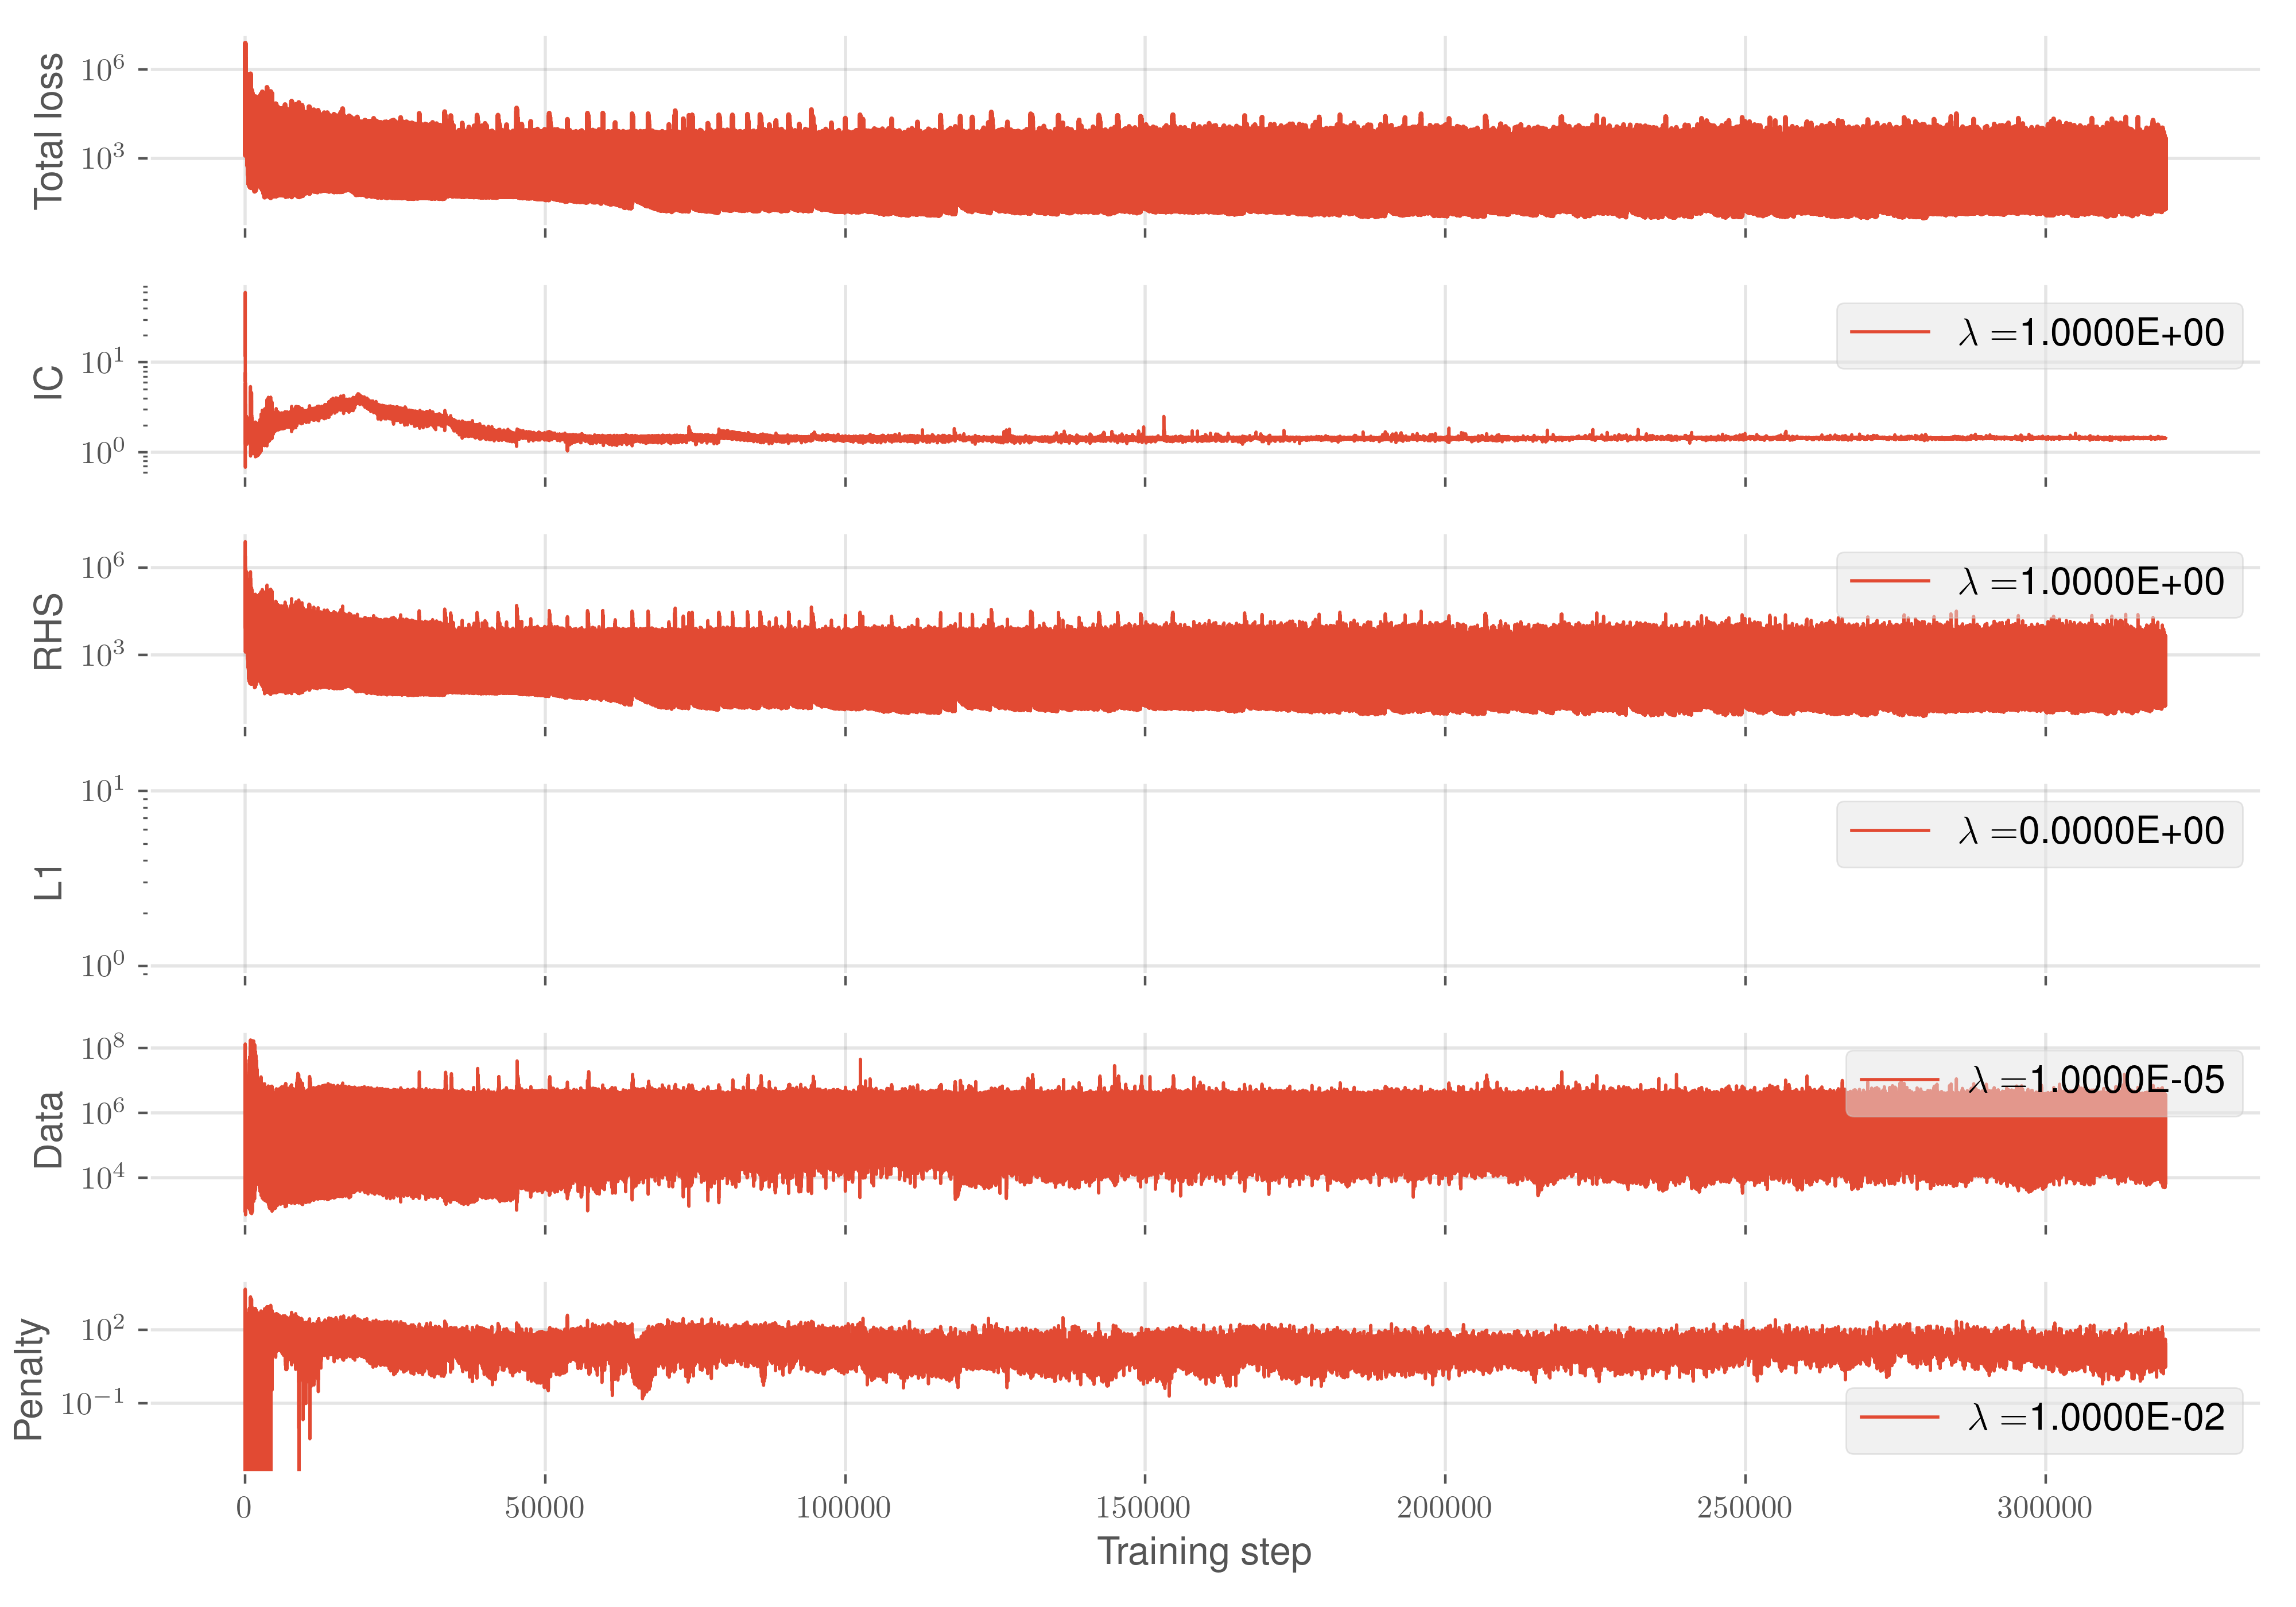 Total loss
10^6
10^3
IC
10^1
10^0
λ =1.0000E+00
RHS
10^6
10^3
λ =1.0000E+00
L1
10^1
10^0
λ =0.0000E+00
Data
10^8
10^6
10^4
λ =1.0000E-05
Penalty
10^2
10^−1
λ =1.0000E-02
0 50000 100000 150000 200000 250000 300000
Training step